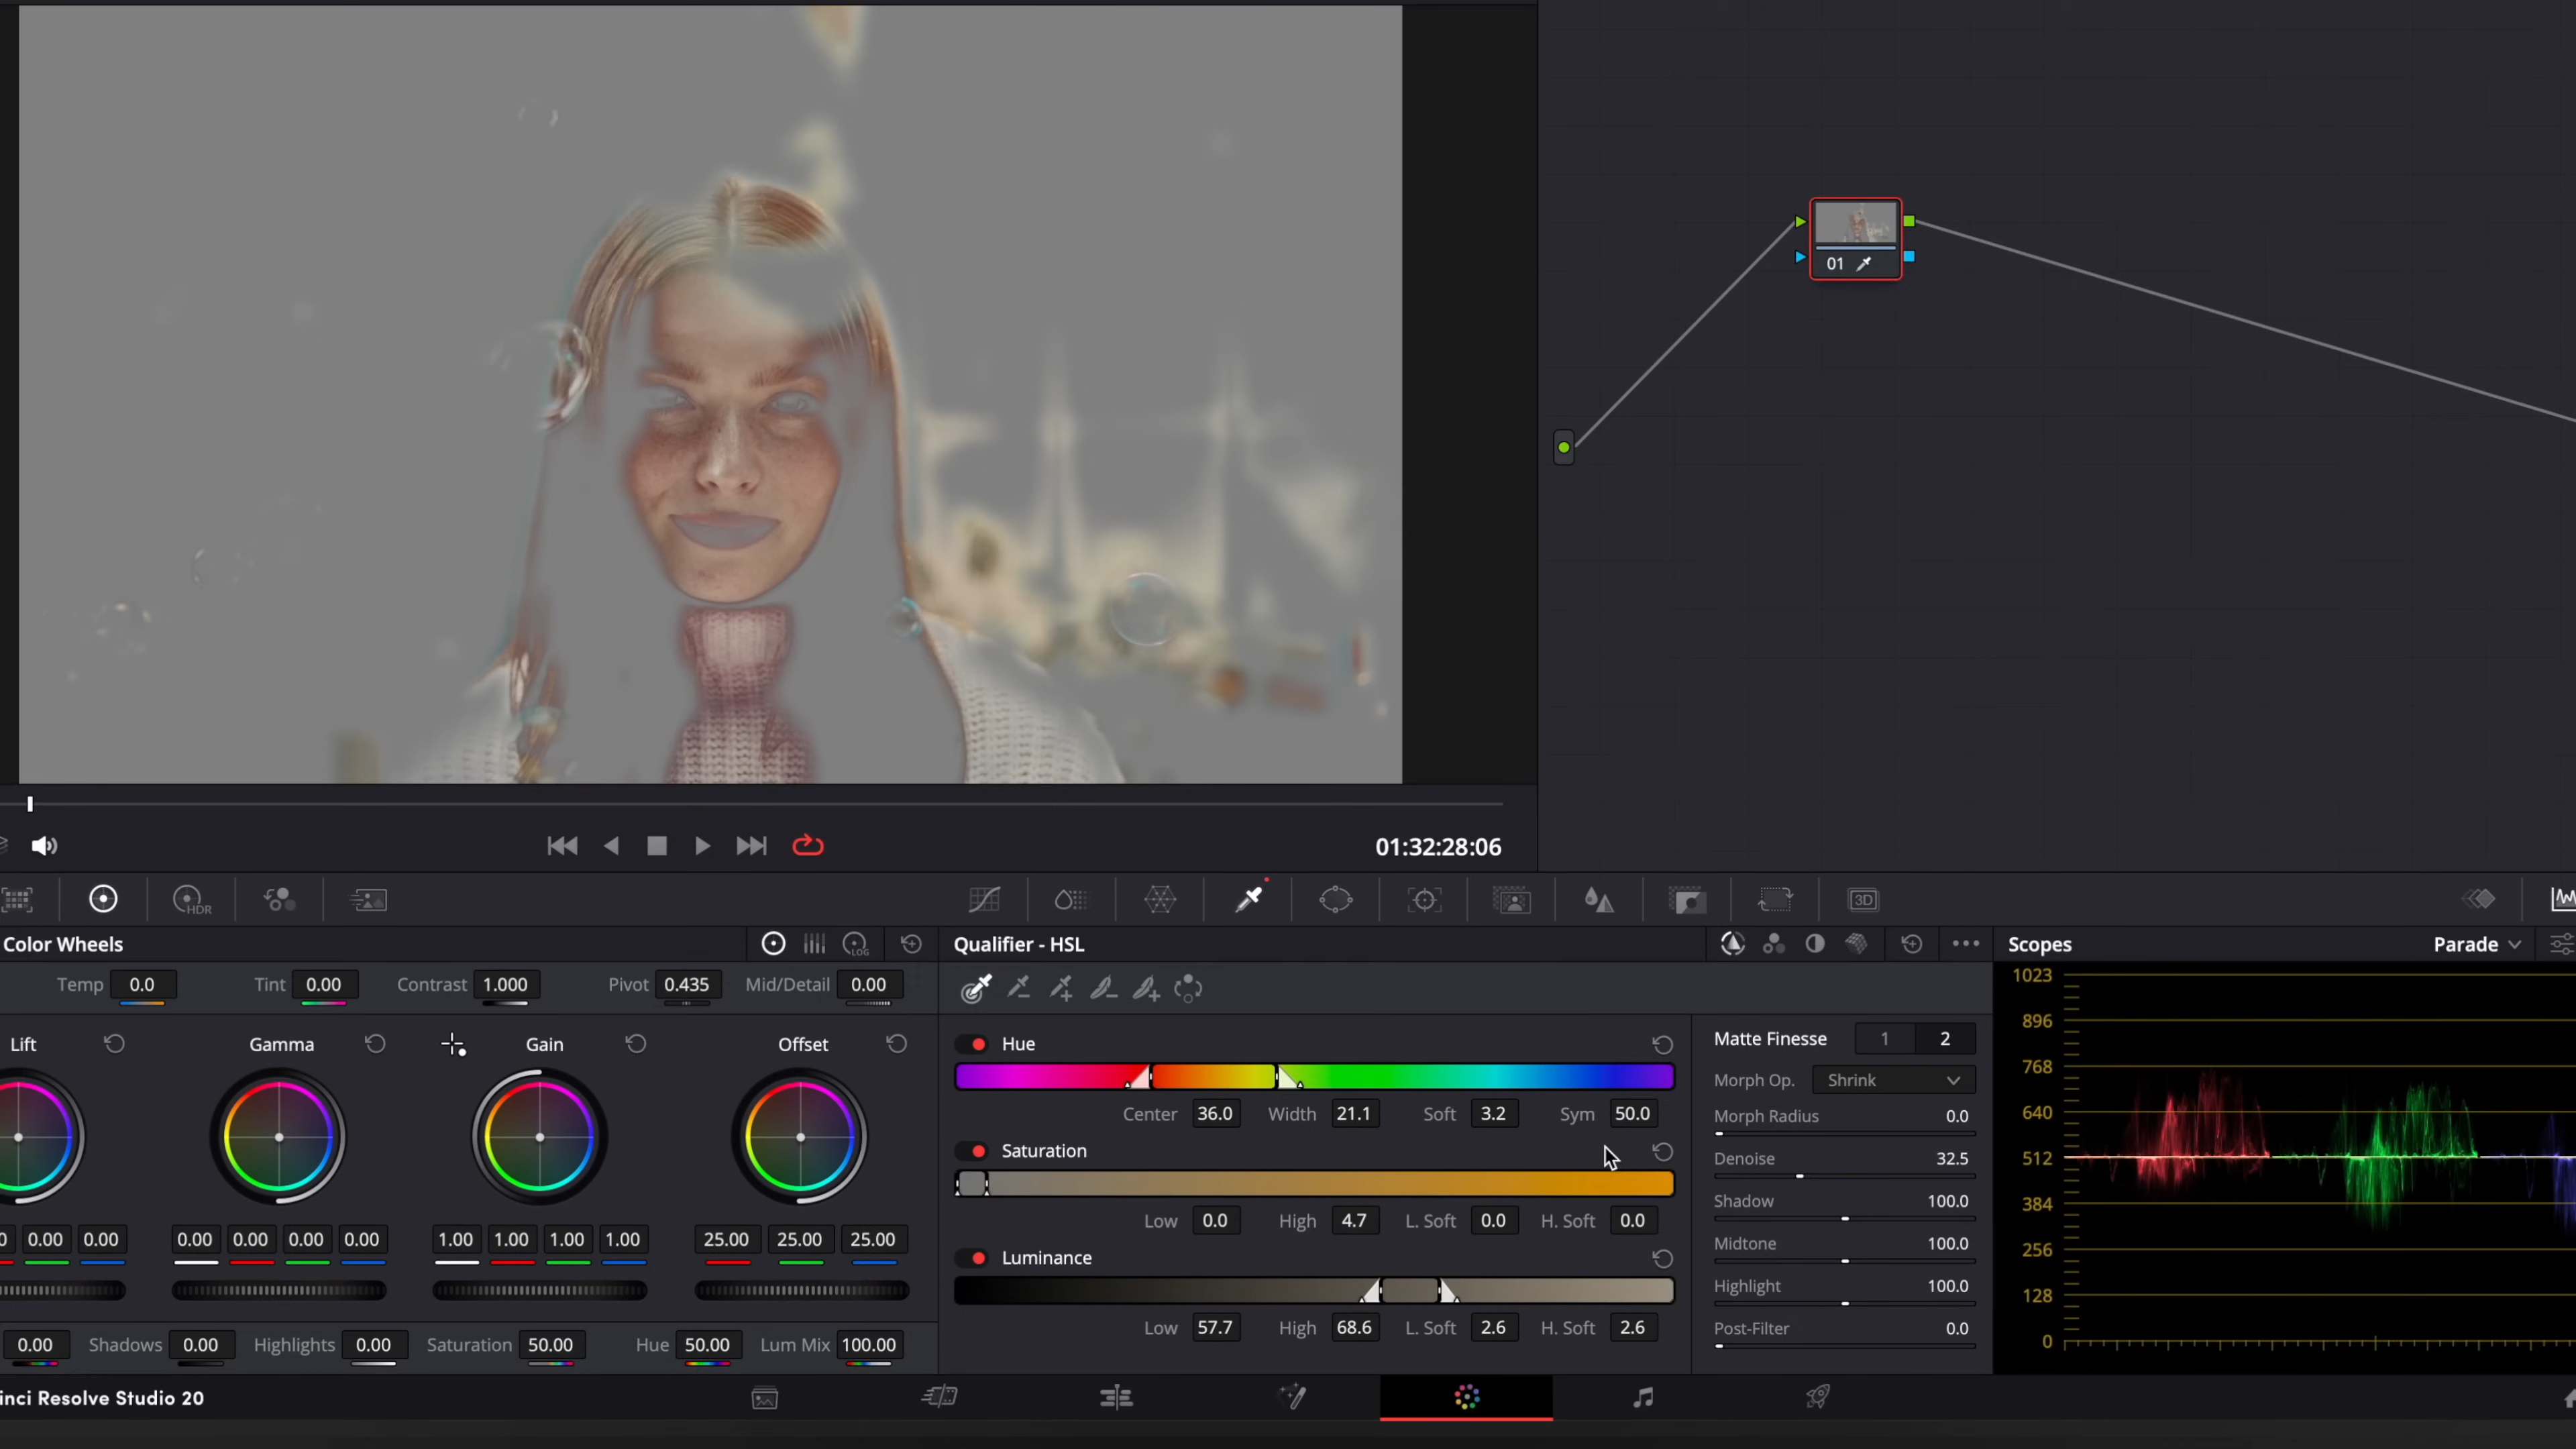 01
01:32:28:06
HDR
3D
Color Wheels
LOG
Qualifier - HSL
Scopes
Parade
Temp 0.0 Tint 0.00 Contrast 1.000 Pivot 0.435 Mid/Detail 0.00
Lift Gamma Gain Offset
0.00 0.00 0.00 0.00 0.00 0.00 1.00 1.00 1.00 1.00 25.00 25.00 25.00
0.00 Shadows 0.00 Highlights 0.00 Saturation 50.00 Hue 50.00 Lum Mix 100.00
Hue
Center 36.0 Width 21.1 Soft 3.2 Sym 50.0
Saturation
Low 0.0 High 4.7 L. Soft 0.0 H. Soft 0.0
Luminance
Low 57.7 High 68.6 L. Soft 2.6 H. Soft 2.6
Matte Finesse 1 2
Morph Op. Shrink
Morph Radius 0.0
Denoise 32.5
Shadow 100.0
Midtone 100.0
Highlight 100.0
Post-Filter 0.0
1023
896
768
640
512
384
256
128
0
inci Resolve Studio 20